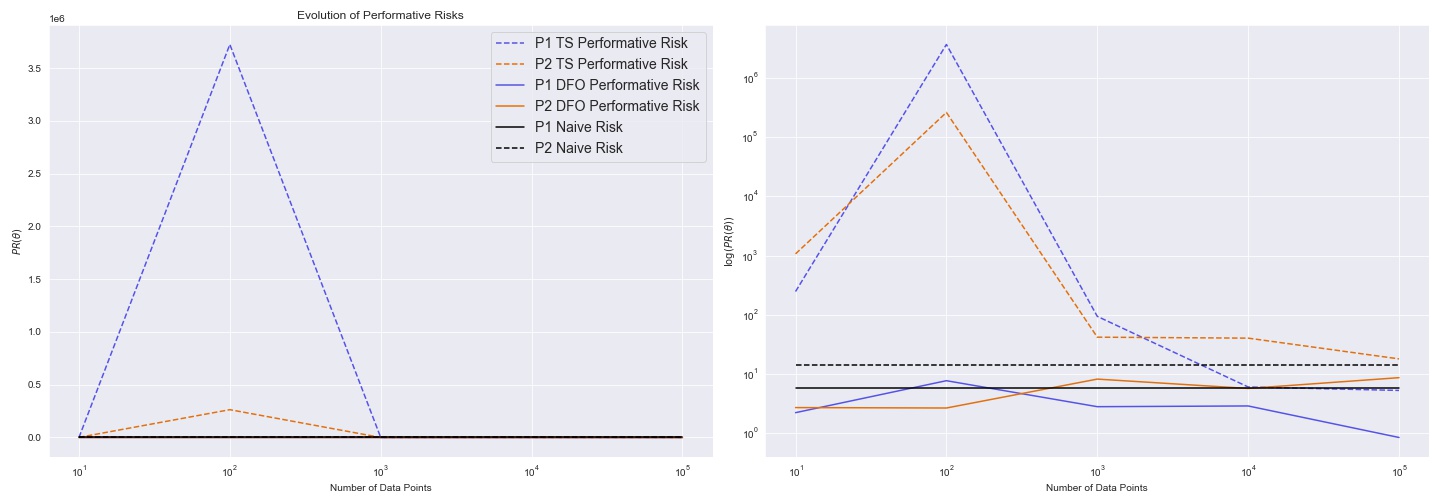 Evolution of Performative Risks
1e6
3.5
3.0
2.5
2.0
1.5
1.0
0.5
0.0
PR(θ)
P1 TS Performative Risk
P2 TS Performative Risk
P1 DFO Performative Risk
P2 DFO Performative Risk
P1 Naive Risk
P2 Naive Risk
10¹ 10² 10³ 10⁴ 10⁵
Number of Data Points
10⁶
10⁵
10⁴
10³
10²
10¹
10⁰
log(PR(θ))
10¹ 10² 10³ 10⁴ 10⁵
Number of Data Points